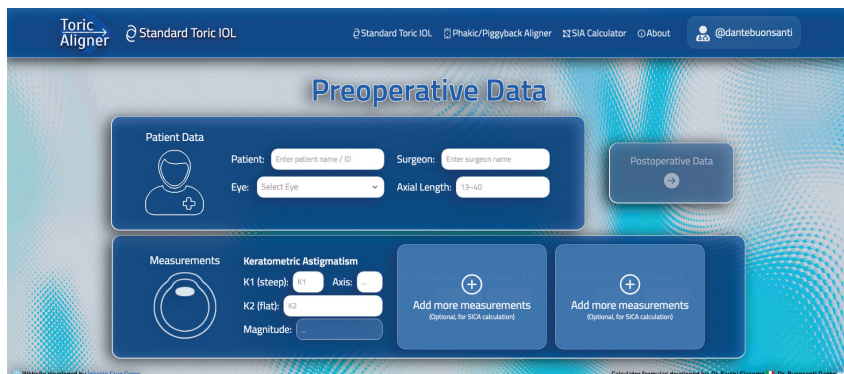 Toric
Aligner
Standard Toric IOL
Standard Toric IOL
Phakic/Piggyback Aligner
SIA Calculator
About
@dantebuonsanti
Preoperative Data
Patient Data
Patient: Enter patient name / ID
Surgeon: Enter surgeon name
Eye: Select Eye
Axial Length: 13–40
Postoperative Data
Measurements
Keratometric Astigmatism
K1 (steep): K1 Axis: ...
K2 (flat): K2
Magnitude: ...
Add more measurements
(Optional, for SICA calculation)
Add more measurements
(Optional, for SICA calculation)
Website developed by